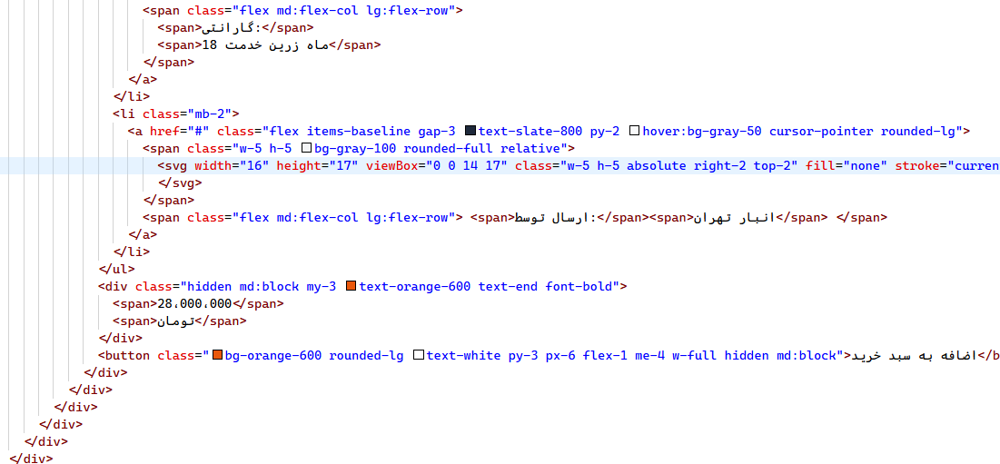 <span class="flex md:flex-col lg:flex-row">
<span>گارانتی:</span>
<span>18 ماه زرین خدمت</span>
</span>
</a>
</li>
<li class="mb-2">
<a href="#" class="flex items-baseline gap-3 text-slate-800 py-2 hover:bg-gray-50 cursor-pointer rounded-lg">
<span class="w-5 h-5 bg-gray-100 rounded-full relative">
<svg width="16" height="17" viewBox="0 0 14 17" class="w-5 h-5 absolute right-2 top-2" fill="none" stroke="curren
</svg>
</span>
<span class="flex md:flex-col lg:flex-row"> <span>ارسال توسط:</span><span>انبار تهران</span> </span>
</a>
</li>
</ul>
<div class="hidden md:block my-3 text-orange-600 text-end font-bold">
<span>28،000،000</span>
<span>تومان</span>
</div>
<button class="bg-orange-600 rounded-lg text-white py-3 px-6 flex-1 me-4 w-full hidden md:block">اضافه به سبد خرید</b
</div>
</div>
</div>
</div>
</div>
</div>